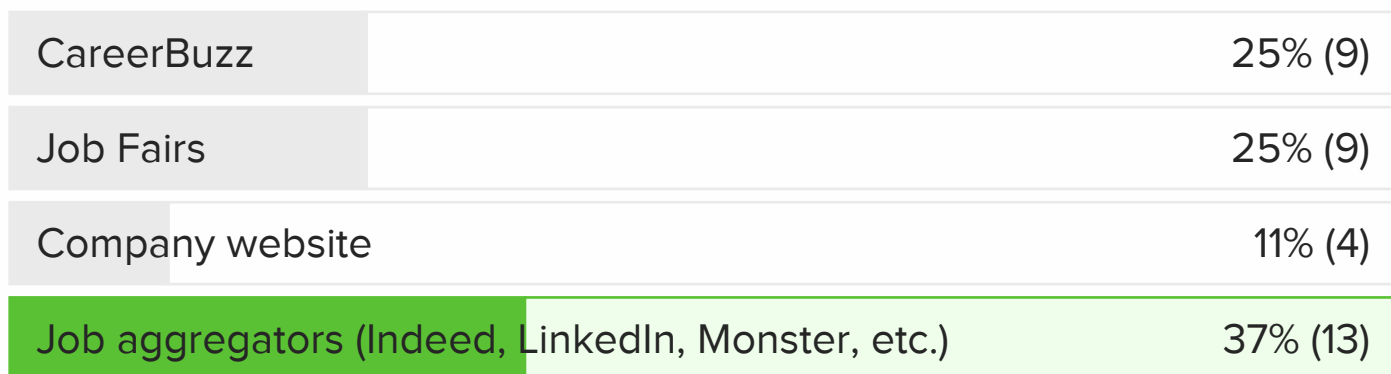 CareerBuzz 25% (9)
Job Fairs 25% (9)
Company website 11% (4)
Job aggregators (Indeed, LinkedIn, Monster, etc.) 37% (13)